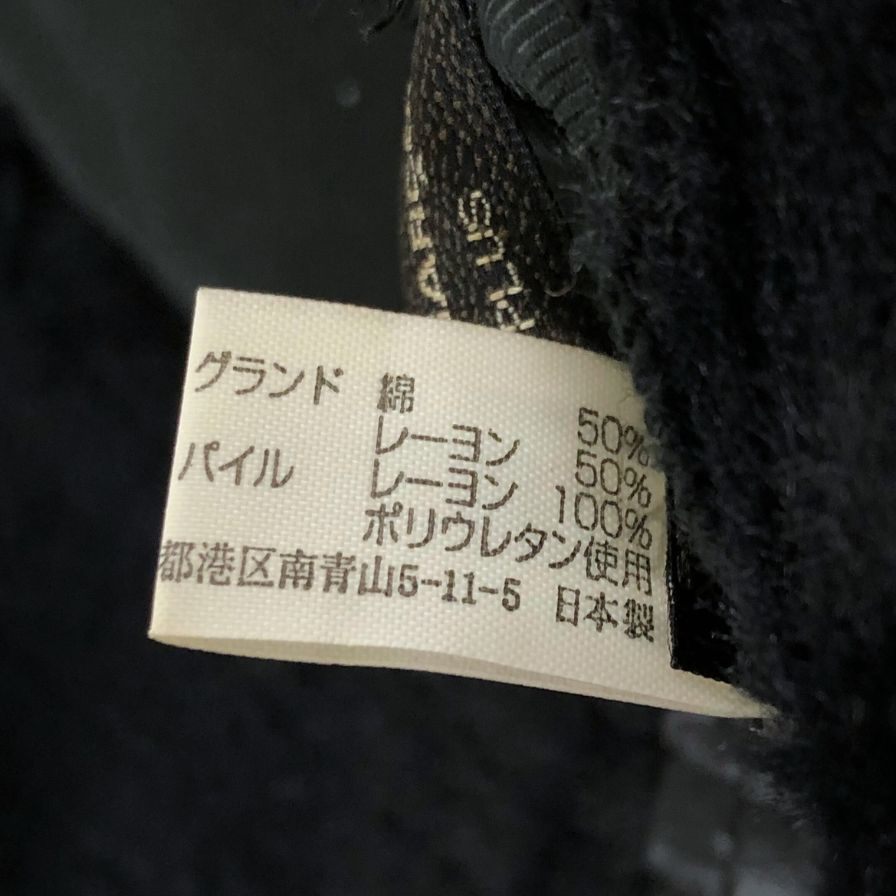 グランド 綿 50%
レーヨン 50%
パイル レーヨン 100%
ポリウレタン使用
都港区南青山5-11-5 日本製